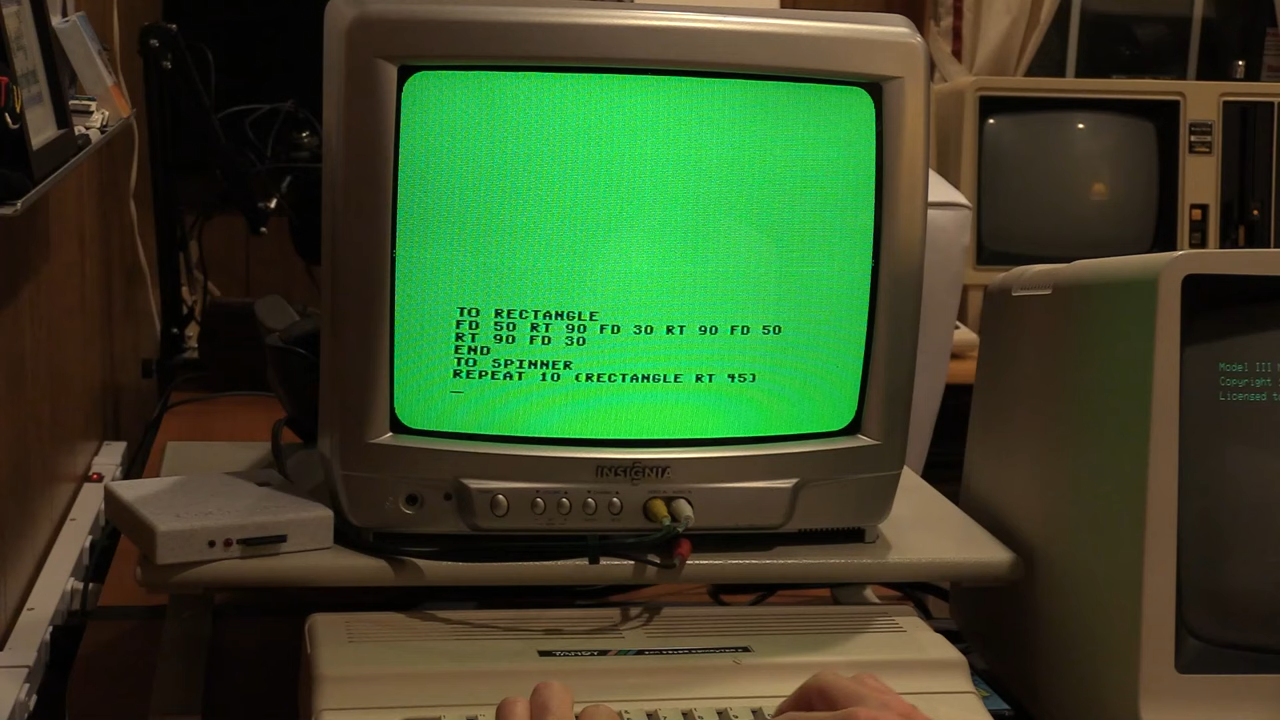 TO RECTANGLE
FD 50 RT 90 FD 30 RT 90 FD 50
RT 90 FD 30
END
TO SPINNER
REPEAT 10 (RECTANGLE RT 45)
INSIGNIA
Model III
Copyright
Licensed to
TANDY